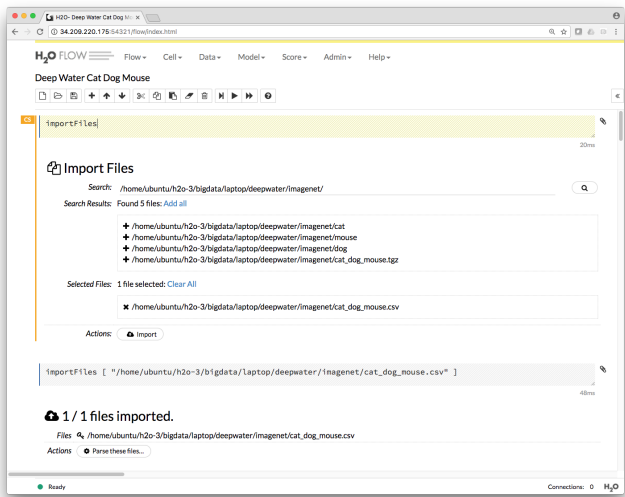 H2O- Deep Water Cat Dog Mo
34.209.220.175:54321/flow/index.html
H2O FLOW Flow Cell Data Model Score Admin Help
Deep Water Cat Dog Mouse
CS
importFiles
20ms
Import Files
Search: /home/ubuntu/h2o-3/bigdata/laptop/deepwater/imagenet/
Search Results: Found 5 files: Add all
/home/ubuntu/h2o-3/bigdata/laptop/deepwater/imagenet/cat
/home/ubuntu/h2o-3/bigdata/laptop/deepwater/imagenet/mouse
/home/ubuntu/h2o-3/bigdata/laptop/deepwater/imagenet/dog
/home/ubuntu/h2o-3/bigdata/laptop/deepwater/imagenet/cat_dog_mouse.tgz
Selected Files: 1 file selected: Clear All
/home/ubuntu/h2o-3/bigdata/laptop/deepwater/imagenet/cat_dog_mouse.csv
Actions: Import
importFiles [ "/home/ubuntu/h2o-3/bigdata/laptop/deepwater/imagenet/cat_dog_mouse.csv" ]
48ms
1 / 1 files imported.
Files /home/ubuntu/h2o-3/bigdata/laptop/deepwater/imagenet/cat_dog_mouse.csv
Actions Parse these files...
Ready Connections: 0 H2O